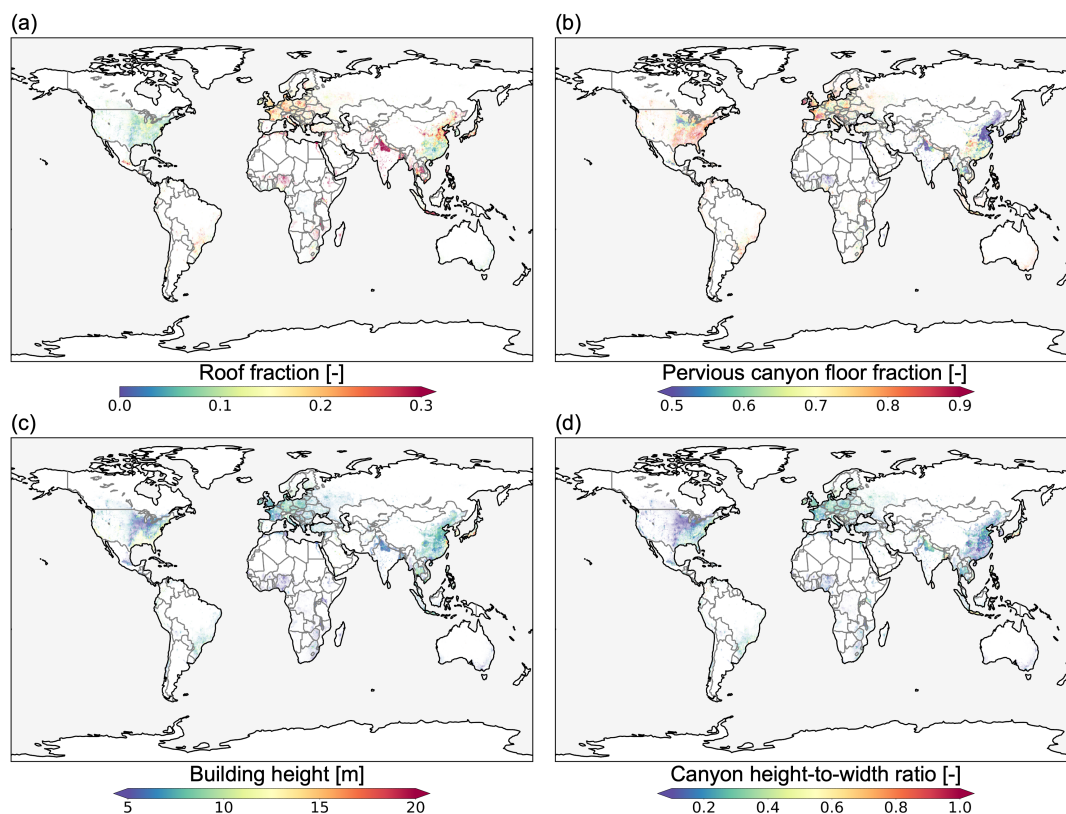 (a)
(b)
Roof fraction [-]
0.0 0.1 0.2 0.3
Pervious canyon floor fraction [-]
0.5 0.6 0.7 0.8 0.9
(c)
(d)
Building height [m]
5 10 15 20
Canyon height-to-width ratio [-]
0.2 0.4 0.6 0.8 1.0